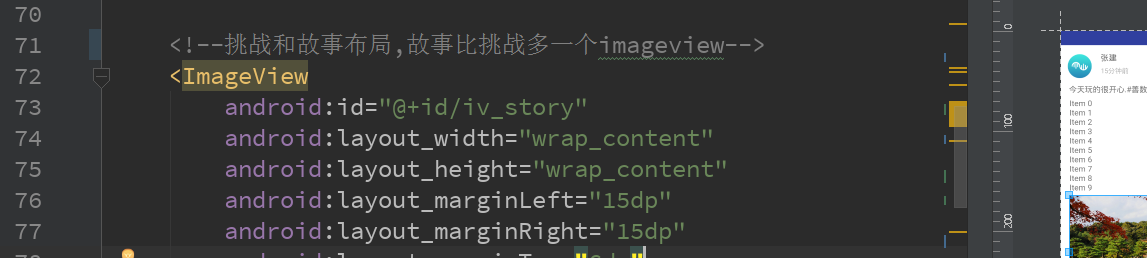 70
71 <!--挑战和故事布局,故事比挑战多一个imageview-->
72 <ImageView
73 android:id="@+id/iv_story"
74 android:layout_width="wrap_content"
75 android:layout_height="wrap_content"
76 android:layout_marginLeft="15dp"
77 android:layout_marginRight="15dp"
0
100
200
张建
15分钟前
今天玩的很开心.#喜数
Item 0
Item 1
Item 2
Item 3
Item 4
Item 5
Item 6
Item 7
Item 8
Item 9